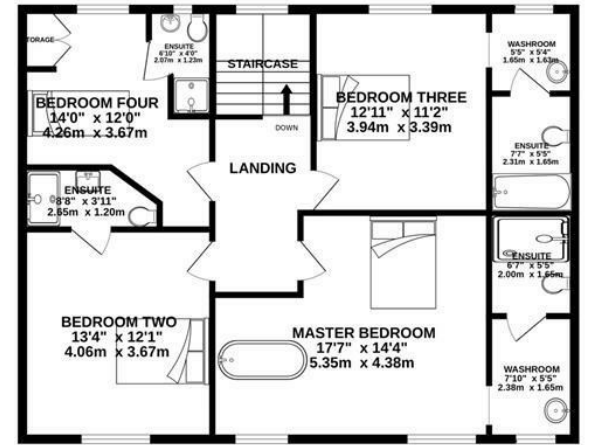 STORAGE
ENSUITE
6'10" x 4'0"
2.07m x 1.23m
STAIRCASE
DOWN
LANDING
BEDROOM FOUR
14'0" x 12'0"
4.26m x 3.67m
BEDROOM THREE
12'11" x 11'2"
3.94m x 3.39m
WASHROOM
5'5" x 5'4"
1.65m x 1.63m
ENSUITE
7'7" x 5'5"
2.31m x 1.65m
ENSUITE
8'8" x 3'11"
2.65m x 1.20m
ENSUITE
6'7" x 5'5"
2.00m x 1.65m
BEDROOM TWO
13'4" x 12'1"
4.06m x 3.67m
MASTER BEDROOM
17'7" x 14'4"
5.35m x 4.38m
WASHROOM
7'10" x 5'5"
2.38m x 1.65m